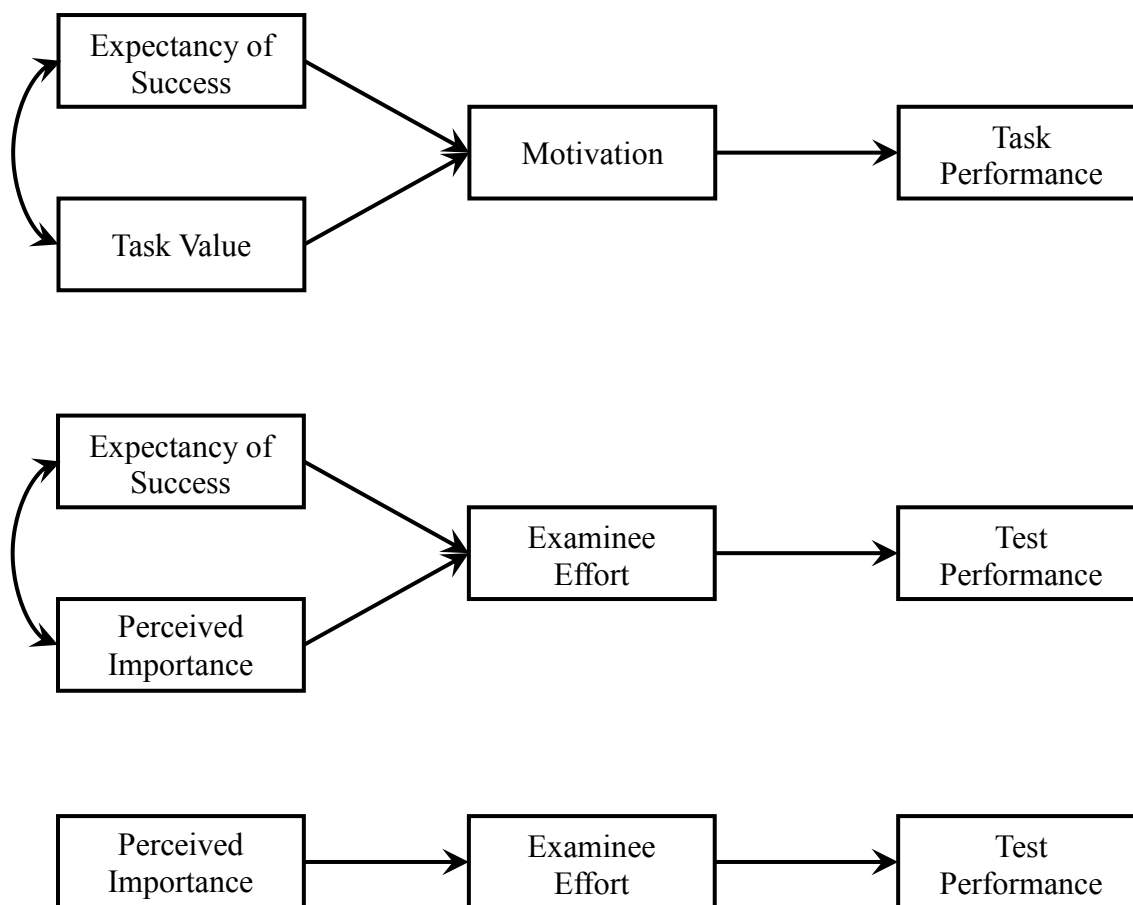 Expectancy of
Success
Motivation
Task
Performance
Task Value
Expectancy of
Success
Examinee
Effort
Test
Performance
Perceived
Importance
Perceived
Importance
Examinee
Effort
Test
Performance